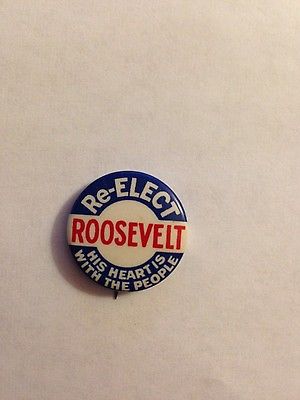 Re-ELECT
ROOSEVELT
HIS HEART IS
WITH THE PEOPLE